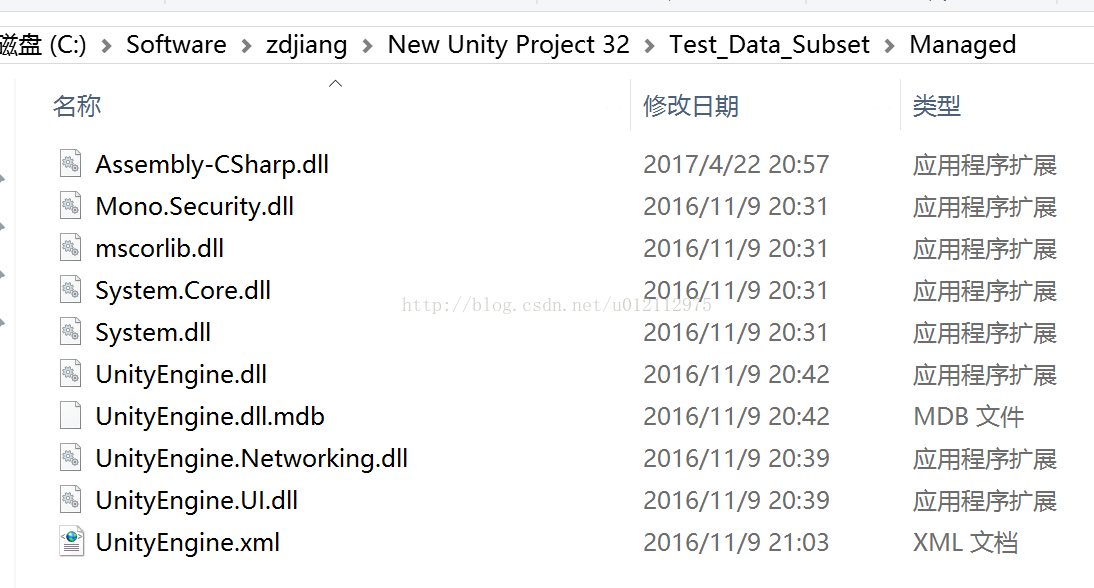 磁盘 (C:) > Software > zdjiang > New Unity Project 32 > Test_Data_Subset > Managed
名称 修改日期 类型
Assembly-CSharp.dll 2017/4/22 20:57 应用程序扩展
Mono.Security.dll 2016/11/9 20:31 应用程序扩展
mscorlib.dll 2016/11/9 20:31 应用程序扩展
System.Core.dll 2016/11/9 20:31 应用程序扩展
http://blog.csdn.net/u012112975
System.dll 2016/11/9 20:31 应用程序扩展
UnityEngine.dll 2016/11/9 20:42 应用程序扩展
UnityEngine.dll.mdb 2016/11/9 20:42 MDB 文件
UnityEngine.Networking.dll 2016/11/9 20:39 应用程序扩展
UnityEngine.UI.dll 2016/11/9 20:39 应用程序扩展
UnityEngine.xml 2016/11/9 21:03 XML 文档